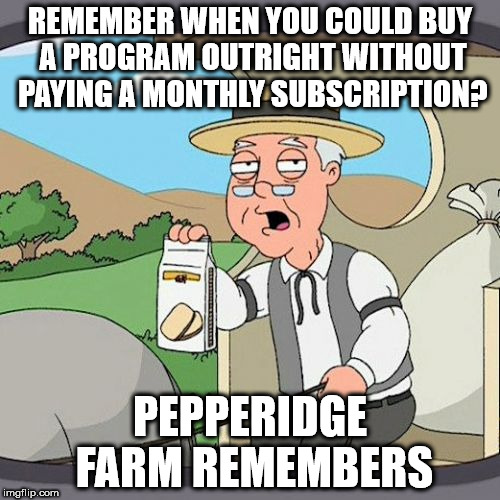 REMEMBER WHEN YOU COULD BUY
A PROGRAM OUTRIGHT WITHOUT
PAYING A MONTHLY SUBSCRIPTION?
PEPPERIDGE
FARM REMEMBERS
imgflip.com